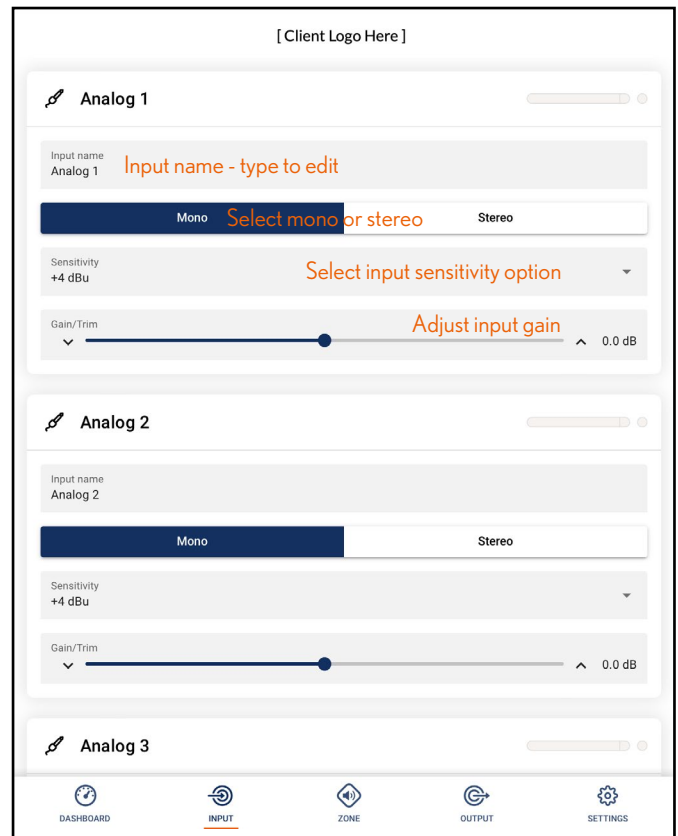 [ Client Logo Here ]
Analog 1
Input name
Analog 1
Input name - type to edit
Mono
Select mono or stereo
Stereo
Sensitivity
+4 dBu
Select input sensitivity option
Gain/Trim
Adjust input gain
0.0 dB
Analog 2
Input name
Analog 2
Mono
Stereo
Sensitivity
+4 dBu
Gain/Trim
0.0 dB
Analog 3
DASHBOARD
INPUT
ZONE
OUTPUT
SETTINGS